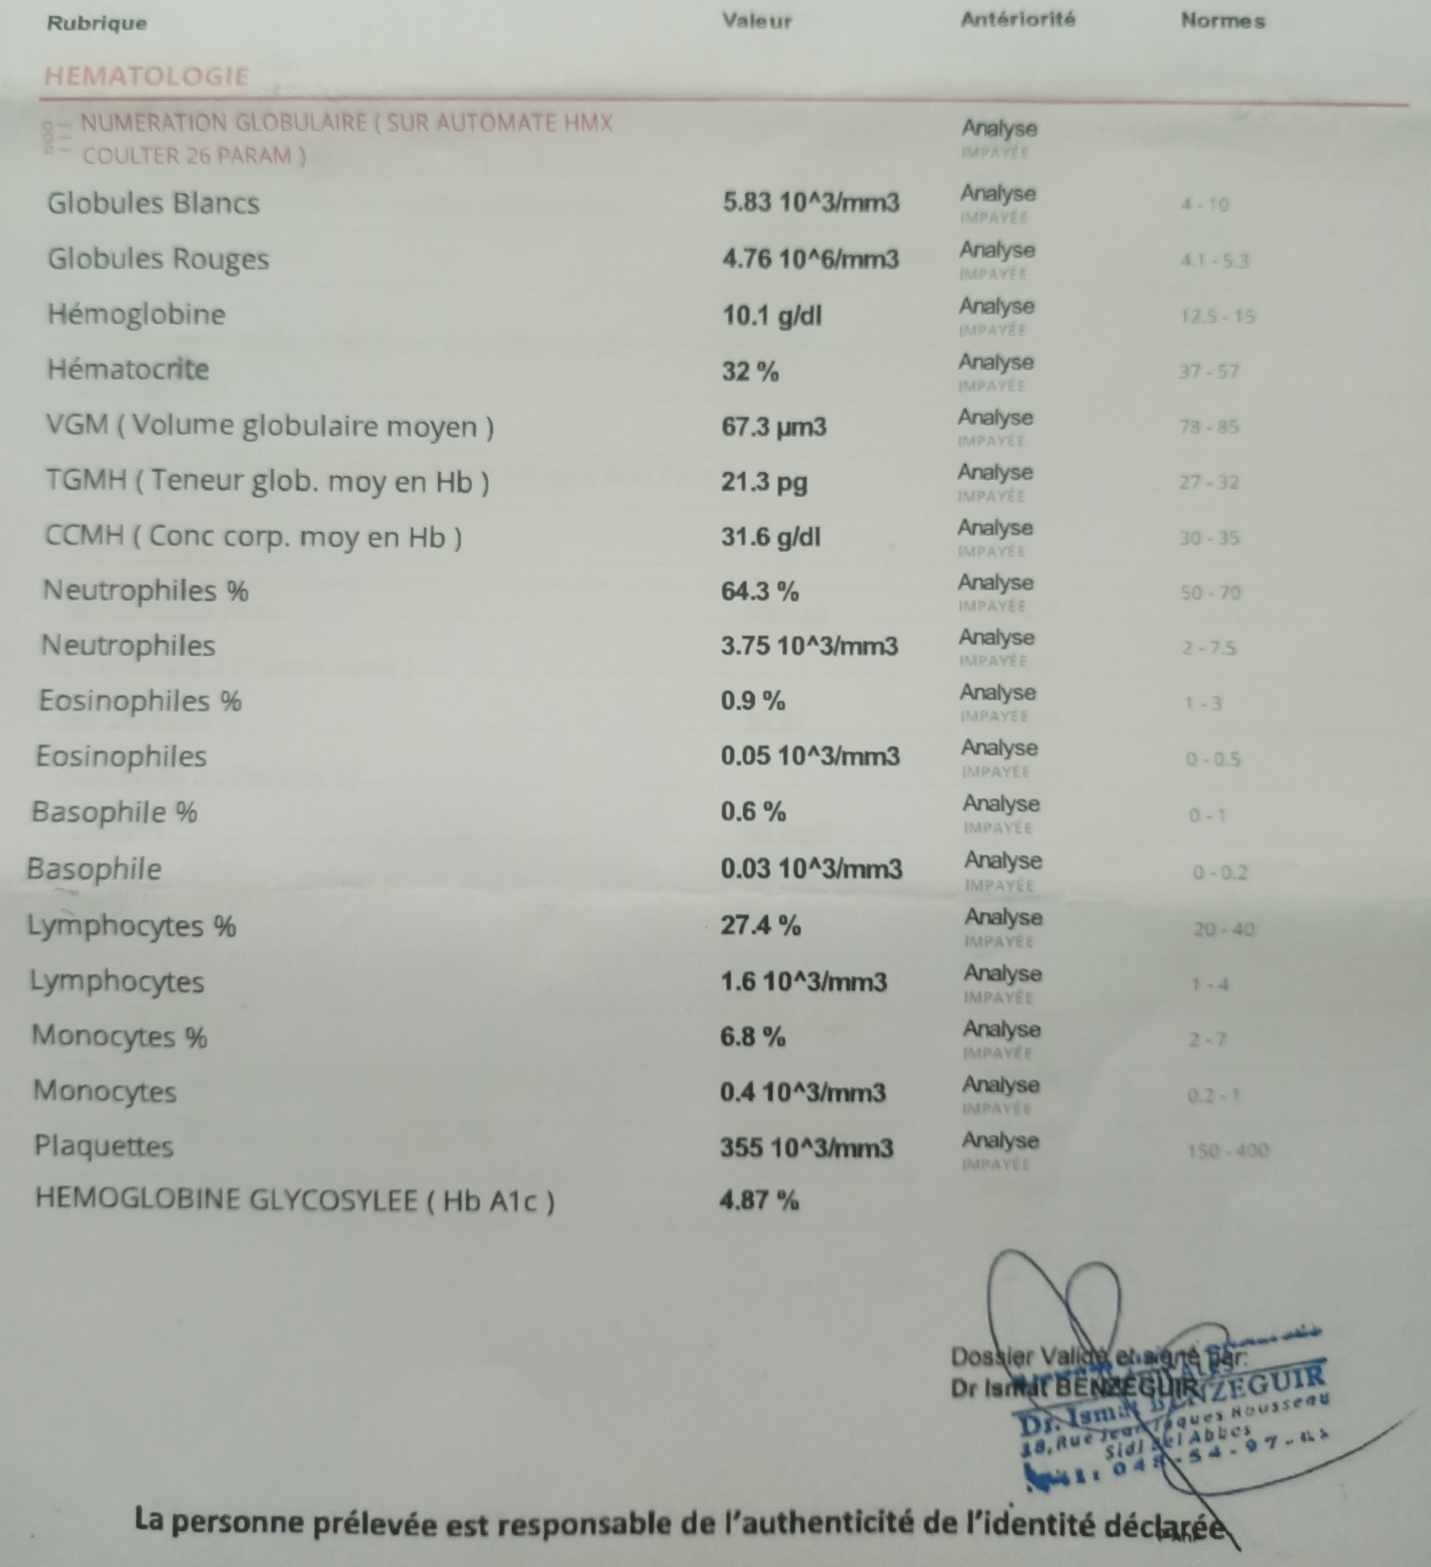 Rubrique Valeur Antériorité Normes
HEMATOLOGIE
NUMERATION GLOBULAIRE ( SUR AUTOMATE HMX Analyse
COULTER 26 PARAM ) IMPAYÉE
Globules Blancs 5.83 10^3/mm3 Analyse 4 - 10
IMPAYÉE
Globules Rouges 4.76 10^6/mm3 Analyse 4.1 - 5.3
IMPAYÉE
Hémoglobine 10.1 g/dl Analyse 12.5 - 15
IMPAYÉE
Hématocrite 32 % Analyse 37 - 57
IMPAYÉE
VGM ( Volume globulaire moyen ) 67.3 µm3 Analyse 78 - 85
IMPAYÉE
TGMH ( Teneur glob. moy en Hb ) 21.3 pg Analyse 27 - 32
IMPAYÉE
CCMH ( Conc corp. moy en Hb ) 31.6 g/dl Analyse 30 - 35
IMPAYÉE
Neutrophiles % 64.3 % Analyse 50 - 70
IMPAYÉE
Neutrophiles 3.75 10^3/mm3 Analyse 2 - 7.5
IMPAYÉE
Eosinophiles % 0.9 % Analyse 1 - 3
IMPAYÉE
Eosinophiles 0.05 10^3/mm3 Analyse 0 - 0.5
IMPAYÉE
Basophile % 0.6 % Analyse 0 - 1
IMPAYÉE
Basophile 0.03 10^3/mm3 Analyse 0 - 0.2
IMPAYÉE
Lymphocytes % 27.4 % Analyse 20 - 40
IMPAYÉE
Lymphocytes 1.6 10^3/mm3 Analyse 1 - 4
IMPAYÉE
Monocytes % 6.8 % Analyse 2 - 7
IMPAYÉE
Monocytes 0.4 10^3/mm3 Analyse 0.2 - 1
IMPAYÉE
Plaquettes 355 10^3/mm3 Analyse 150 - 400
IMPAYÉE
HEMOGLOBINE GLYCOSYLEE ( Hb A1c ) 4.87 %
Dossier Validé et signé par:
Dr Ismat BENZEGUIR
Dr. Ismat BENZEGUIR
18, Rue Jean Jaques Rousseau
Sidi Bel Abbes
048-54-97-
La personne prélevée est responsable de l'authenticité de l'identité déclarée